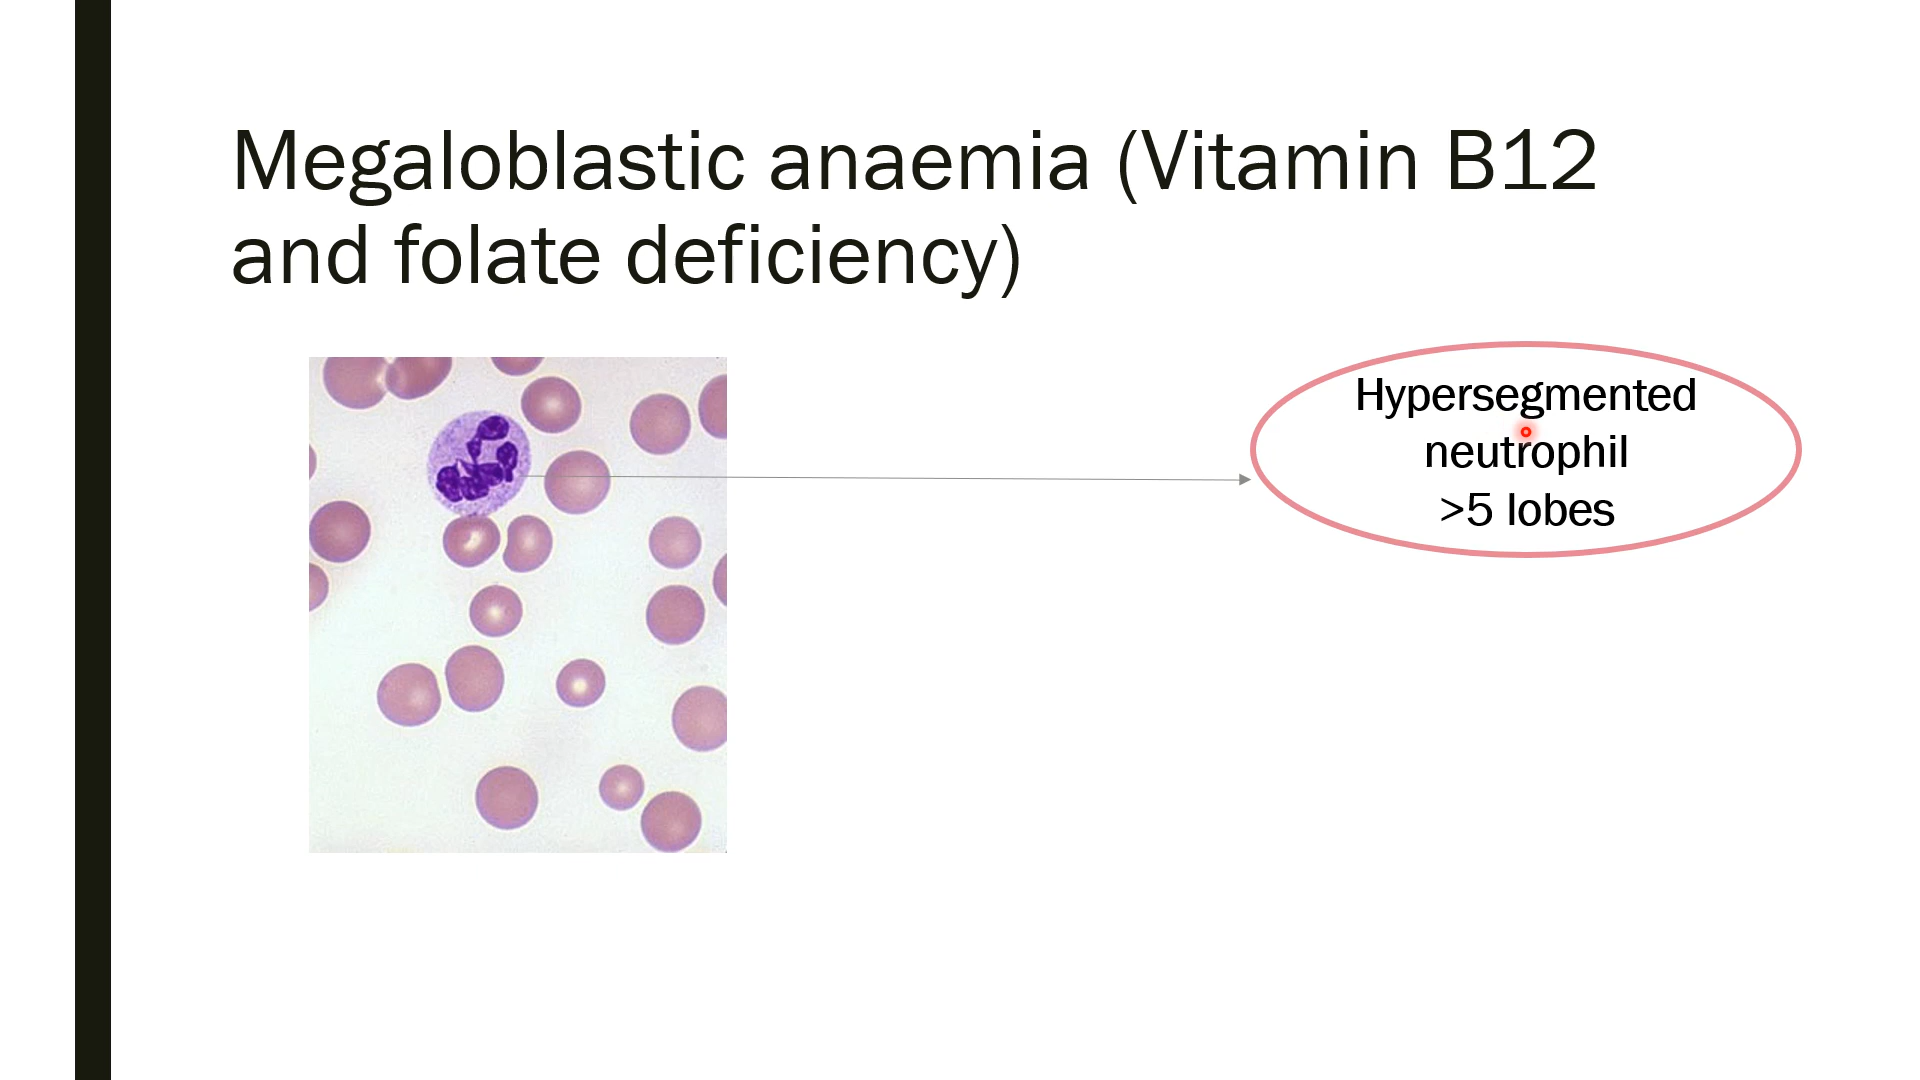 Megaloblastic anaemia (Vitamin B12
and folate deficiency)
Hypersegmented
neutrophil
>5 lobes